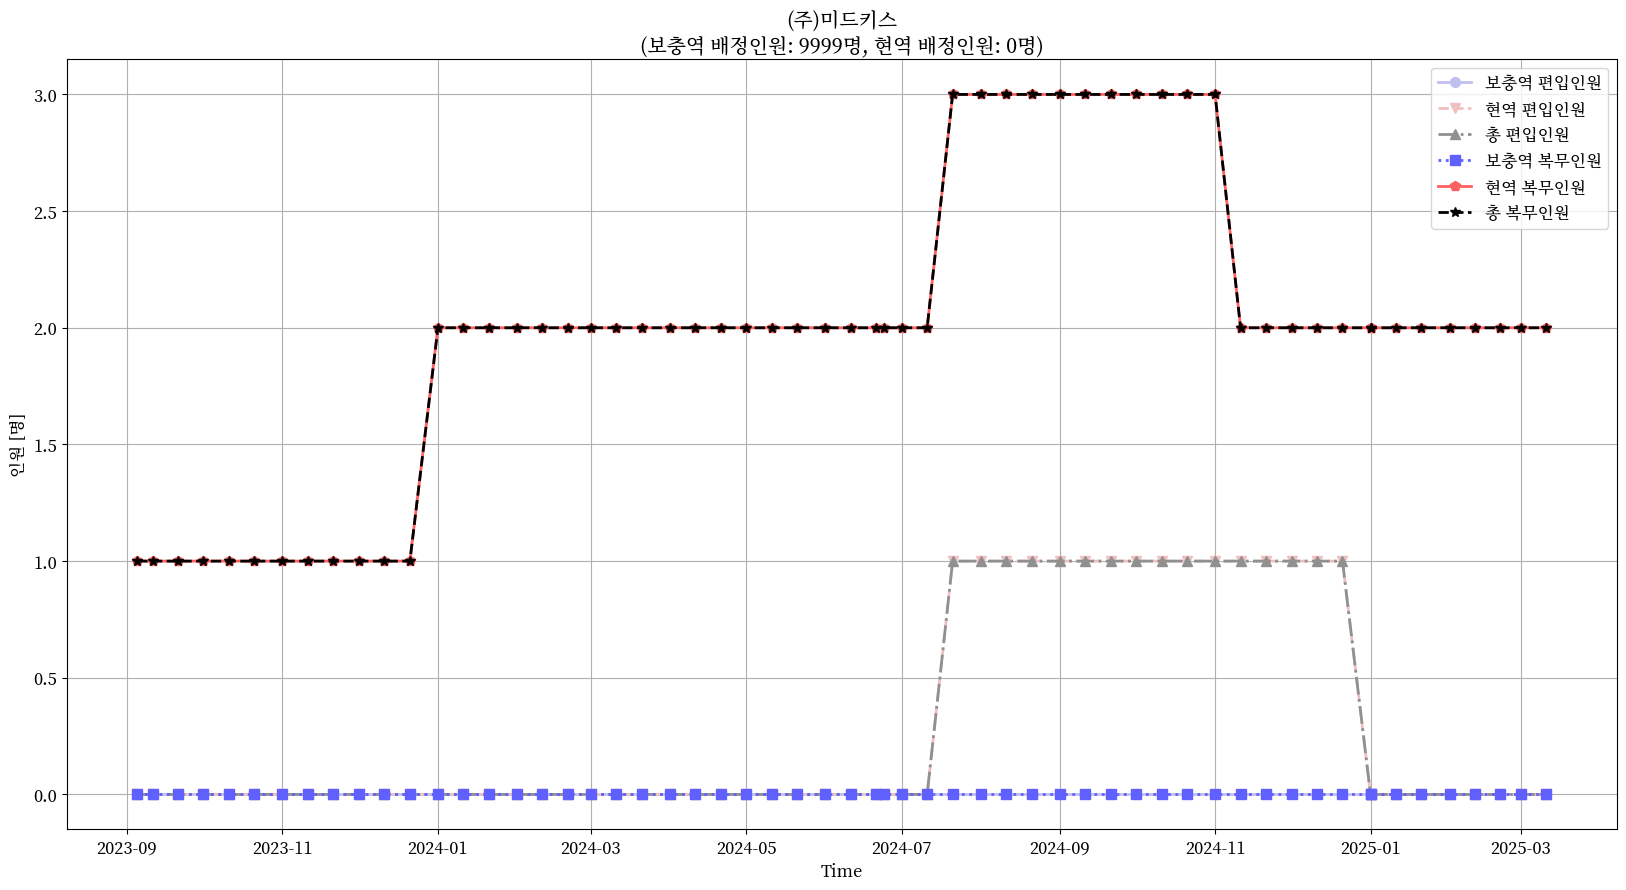 (주)미드키스
(보충역 배정인원: 9999명, 현역 배정인원: 0명)
보충역 편입인원
현역 편입인원
총 편입인원
보충역 복무인원
현역 복무인원
총 복무인원
인원 [명]
3.0
2.5
2.0
1.5
1.0
0.5
0.0
2023-09 2023-11 2024-01 2024-03 2024-05 2024-07 2024-09 2024-11 2025-01 2025-03
Time